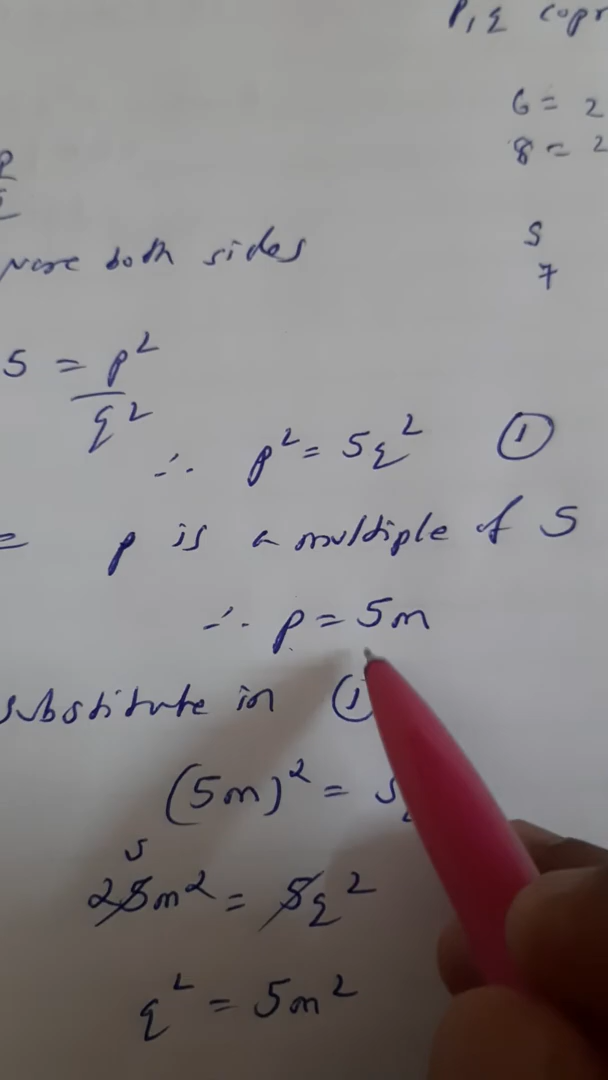 P, q copr
6 = 2
8 = 2
P
5
7
both sides
5 = p²/q²
∴ p² = 5q² ①
= p is a multiple of 5
∴ p = 5m
substitute in ①
(5m)² = 5
5
25m² = 5q²
q² = 5m²